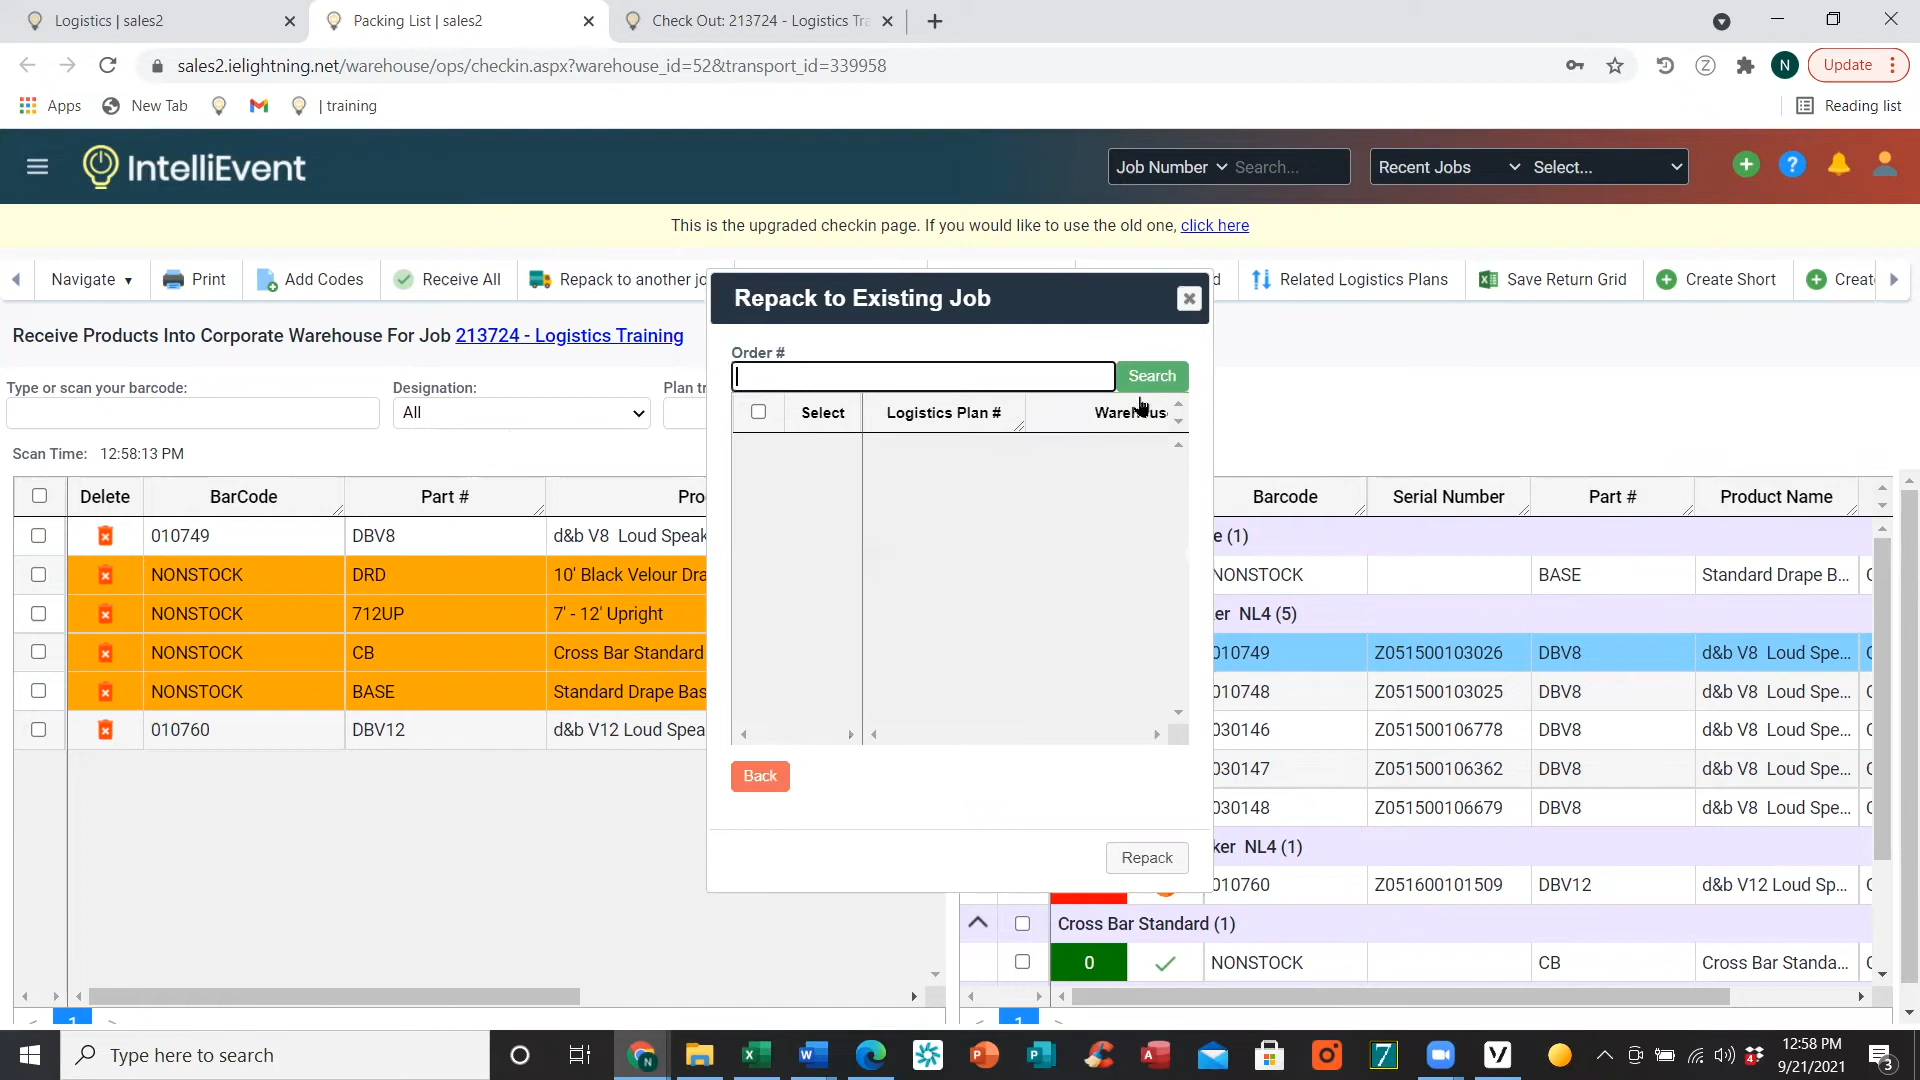 Logistics | sales2
Packing List | sales2
Check Out: 213724 - Logistics Tra
sales2.ielightning.net/warehouse/ops/checkin.aspx?warehouse_id=52&transport_id=339958
N
Update
Apps
New Tab
| training
Reading list
IntelliEvent
Job Number
Search...
Recent Jobs
Select...
This is the upgraded checkin page. If you would like to use the old one, click here
Navigate
Print
Add Codes
Receive All
Repack to another jo
d
Related Logistics Plans
Save Return Grid
Create Short
Creat
Receive Products Into Corporate Warehouse For Job 213724 - Logistics Training
Type or scan your barcode:
Designation:
Plan tr
All
Scan Time: 12:58:13 PM
Delete BarCode Part # Pro
010749 DBV8 d&b V8 Loud Speak
NONSTOCK DRD 10' Black Velour Dra
NONSTOCK 712UP 7' - 12' Upright
NONSTOCK CB Cross Bar Standard
NONSTOCK BASE Standard Drape Bas
010760 DBV12 d&b V12 Loud Spea
1
Repack to Existing Job
Order #
Search
Select Logistics Plan # Warehous
Back
Repack
Barcode Serial Number Part # Product Name
e (1)
NONSTOCK BASE Standard Drape B...
er NL4 (5)
010749 Z051500103026 DBV8 d&b V8 Loud Spe...
010748 Z051500103025 DBV8 d&b V8 Loud Spe...
030146 Z051500106778 DBV8 d&b V8 Loud Spe...
030147 Z051500106362 DBV8 d&b V8 Loud Spe...
030148 Z051500106679 DBV8 d&b V8 Loud Spe...
ker NL4 (1)
010760 Z051600101509 DBV12 d&b V12 Loud Sp...
Cross Bar Standard (1)
0 NONSTOCK CB Cross Bar Standa...
1
Type here to search
N
7
4
12:58 PM
9/21/2021
3